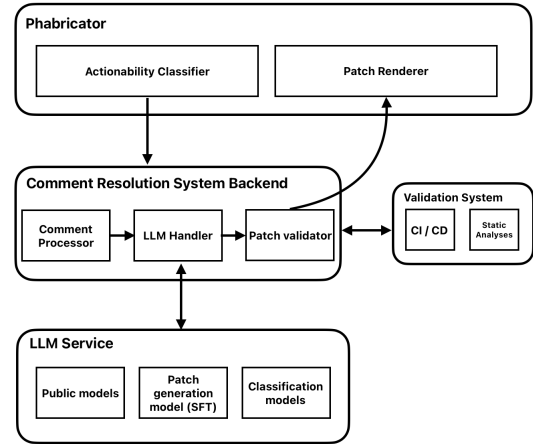 Phabricator
Actionability Classifier
Patch Renderer
Comment Resolution System Backend
Comment
Processor
LLM Handler
Patch validator
Validation System
CI / CD
Static
Analyses
LLM Service
Public models
Patch
generation
model (SFT)
Classification
models